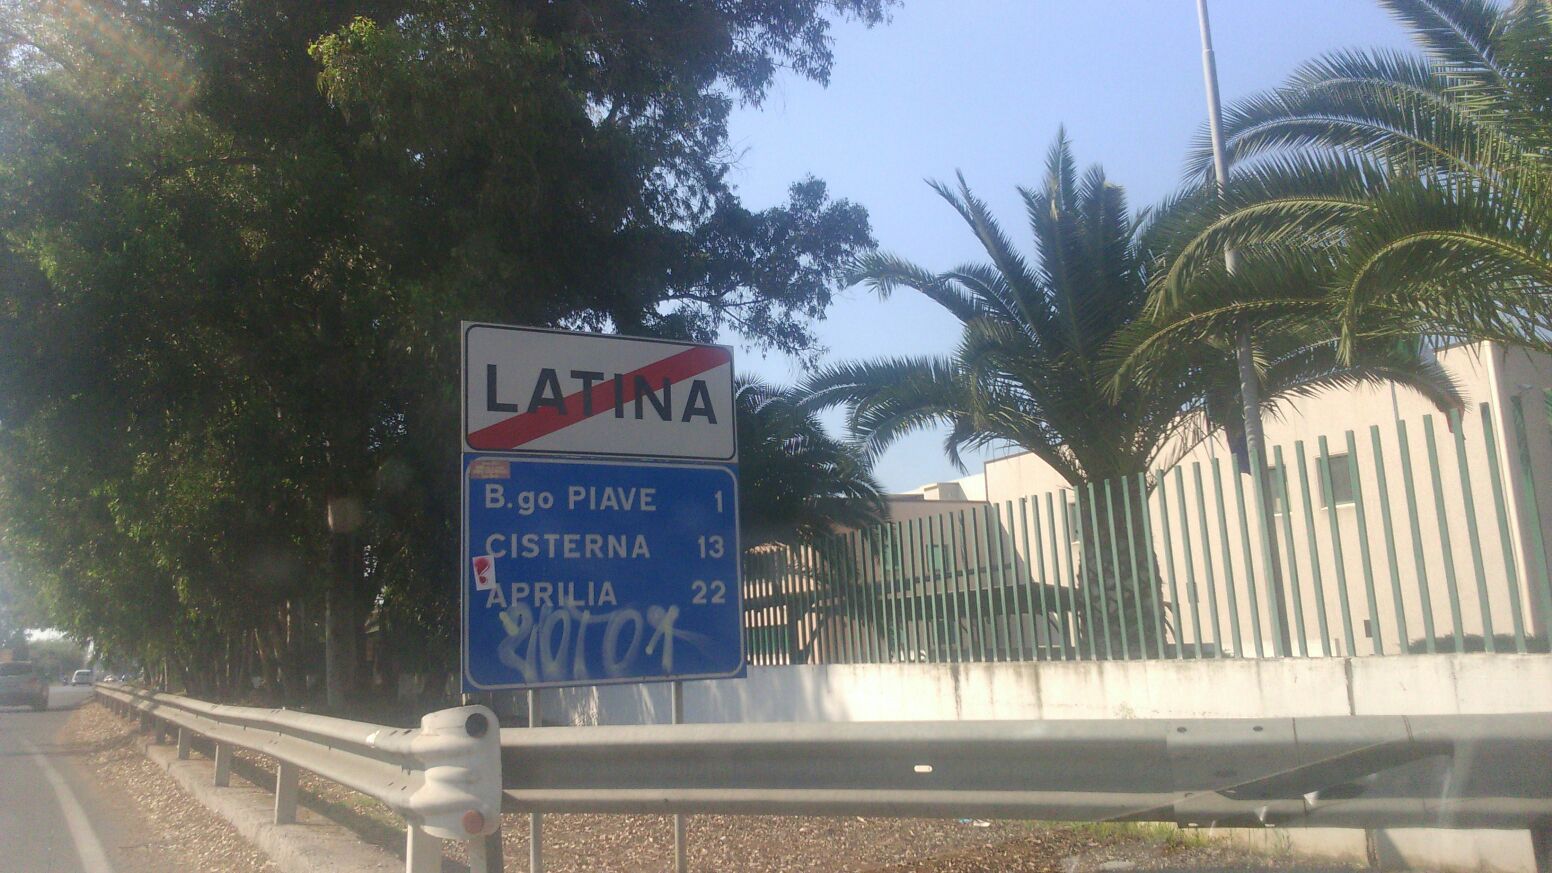 LATINA
B.go PIAVE 1
CISTERNA 13
APRILIA 22